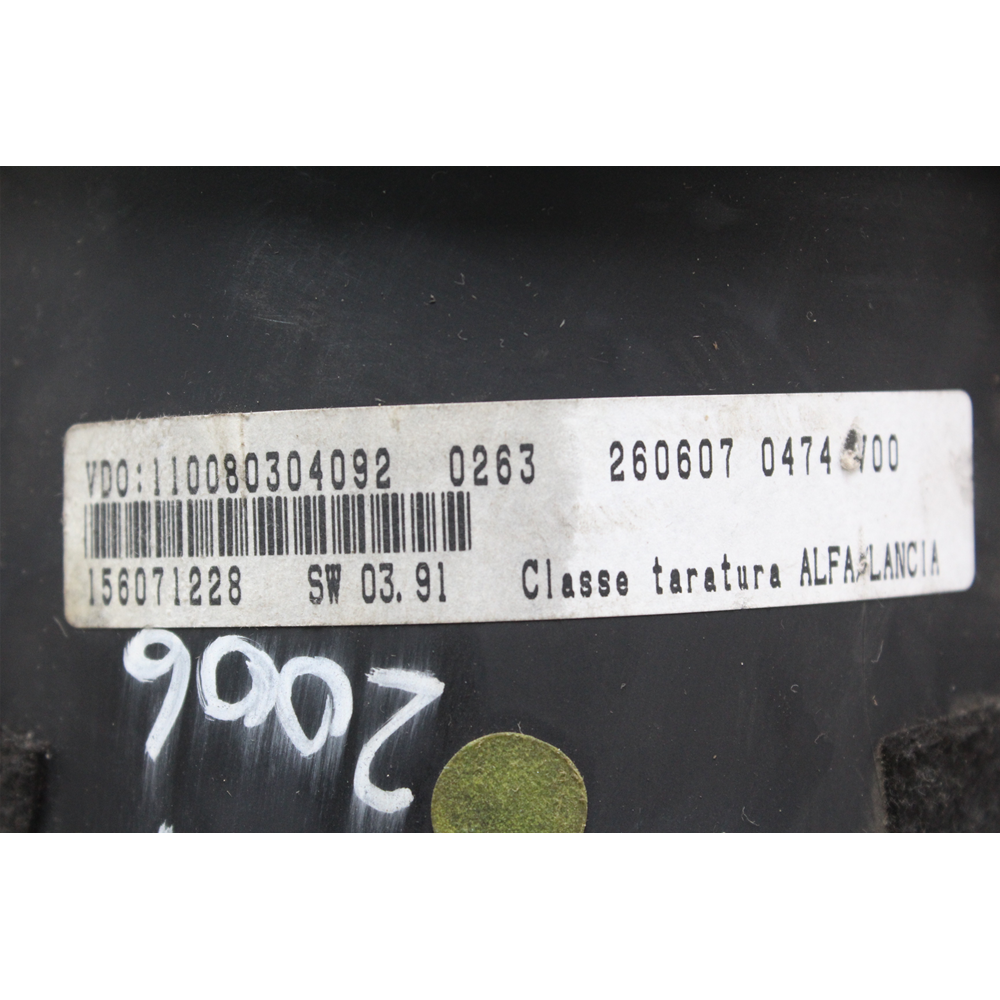 VDO:110080304092 0263 260607 0474 V00
156071228 SW 03.91 Classe taratura ALFA/LANCIA
2006